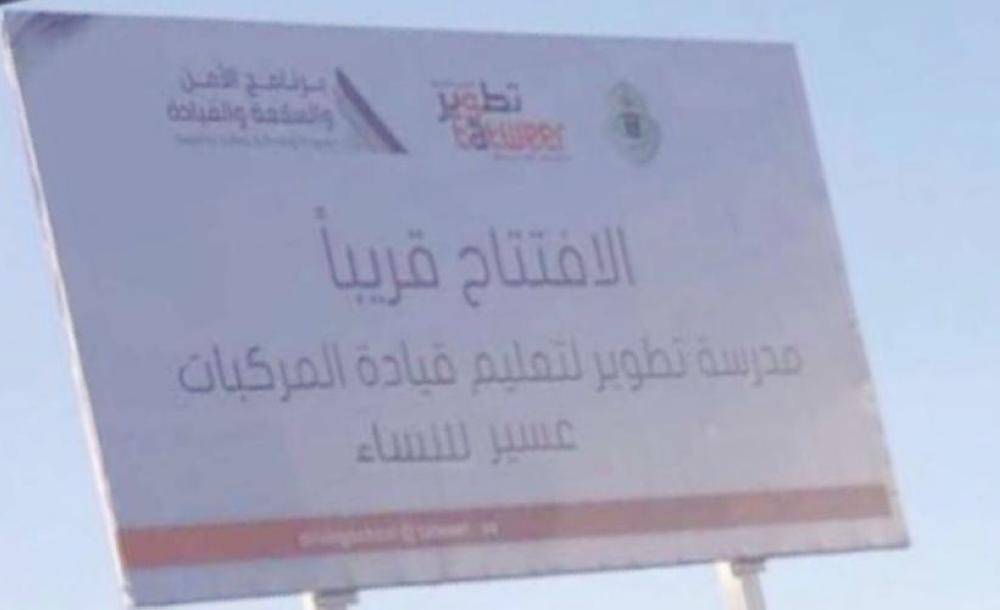 برنامج الأمن
والسلامة والقيادة
تطوير
tatweer
الافتتاح قريباً
مدرسة تطوير لتعليم قيادة المركبات
عسير للنساء